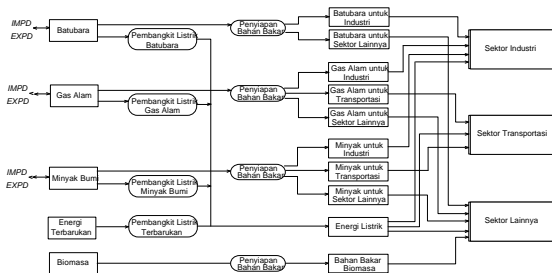 IMPD
EXPD
Batubara
Pembangkit Listrik
Batubara
Penyiapan
Bahan Bakar
Batubara untuk
Industri
Batubara untuk
Sektor Lainnya
Sektor Industri
IMPD
EXPD
Gas Alam
Pembangkit Listrik
Gas Alam
Penyiapan
Bahan Bakar
Gas Alam untuk
Industri
Gas Alam untuk
Transportasi
Gas Alam untuk
Sektor Lainnya
Sektor Transportasi
IMPD
EXPD
Minyak Bumi
Pembangkit Listrik
Minyak Bumi
Penyiapan
Bahan Bakar
Minyak untuk
Industri
Minyak untuk
Transportasi
Minyak untuk
Sektor Lainnya
Sektor Lainnya
Energi
Terbarukan
Pembangkit Listrik
Terbarukan
Energi Listrik
Biomasa
Penyiapan
Bahan Bakar
Bahan Bakar
Biomasa